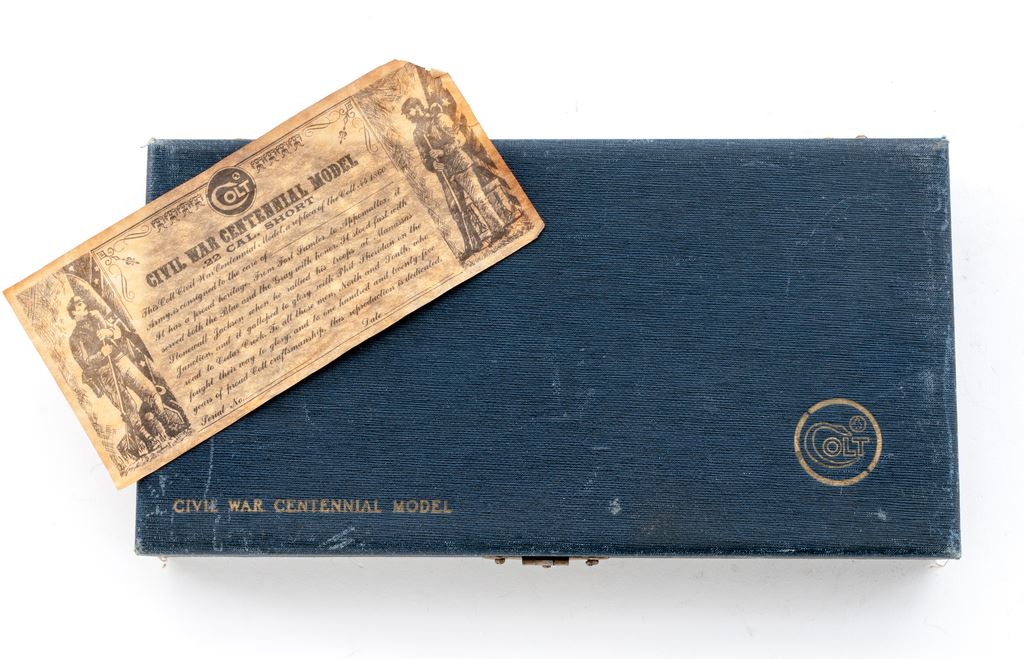 COLT
CIVIL WAR CENTENNIAL MODEL
.22 CAL. SHORT
This Colt Civil War Centennial Model, a replica of the Colt .44 1860
Army, is consigned to the care of
It has a proud heritage. From Fort Sumter to Appomattox, it
served both the Blue and the Gray with honor. It stood fast with
Stonewall Jackson when he rallied his troops at Manassas
Junction, and it galloped to glory with Phil Sheridan in the
road to Cedar Creek. To all these men, North and South, who
fought their way to glory, and to one hundred and twenty-five
years of proud Colt craftsmanship, this reproduction is dedicated.
Serial No. Date
COLT
CIVIL WAR CENTENNIAL MODEL